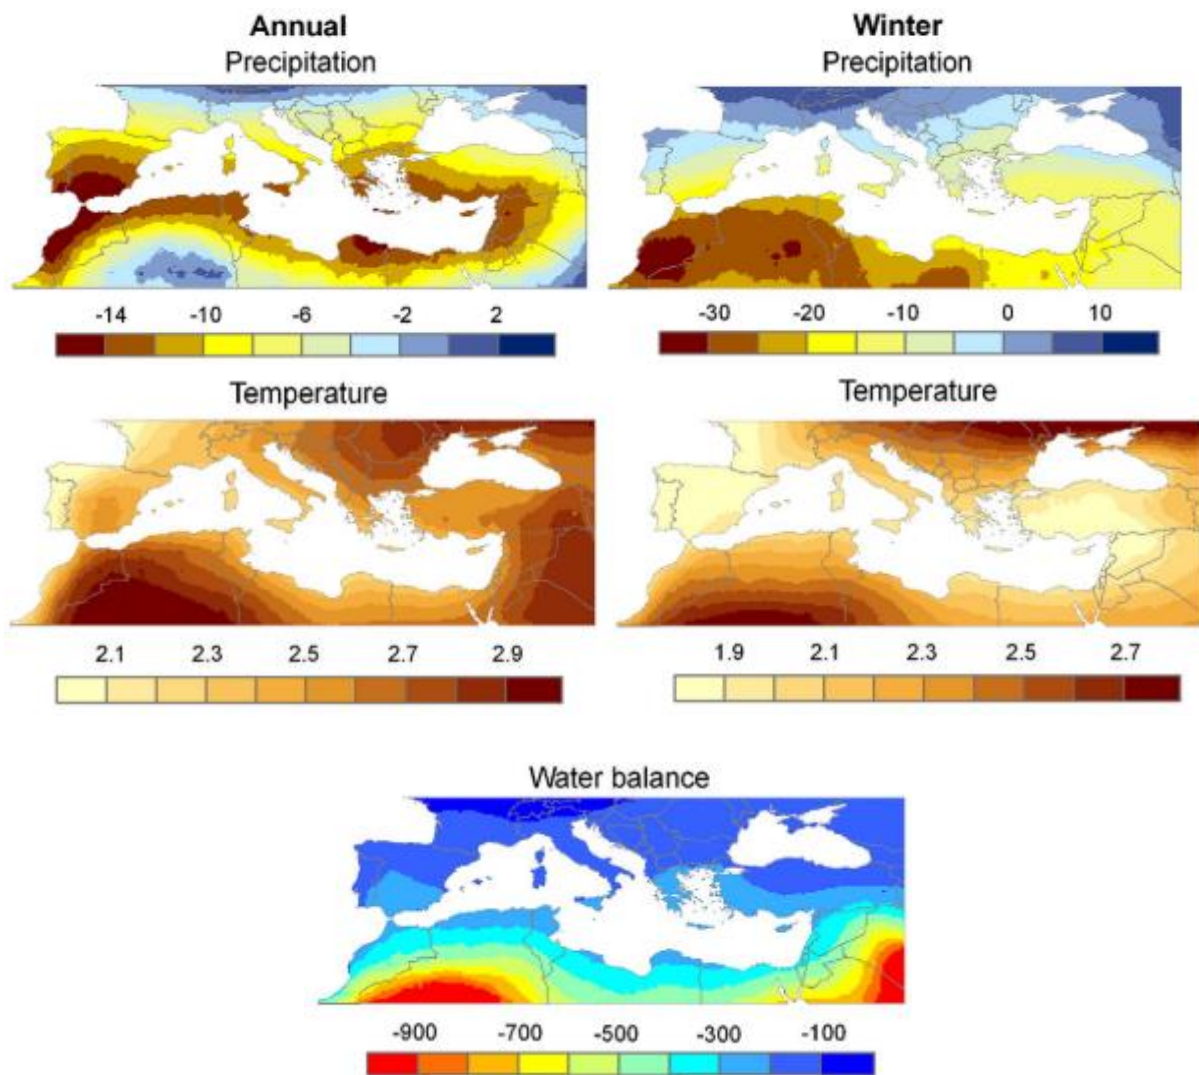 Annual
Precipitation
Winter
Precipitation
-14 -10 -6 -2 2
-30 -20 -10 0 10
Temperature
Temperature
2.1 2.3 2.5 2.7 2.9
1.9 2.1 2.3 2.5 2.7
Water balance
-900 -700 -500 -300 -100